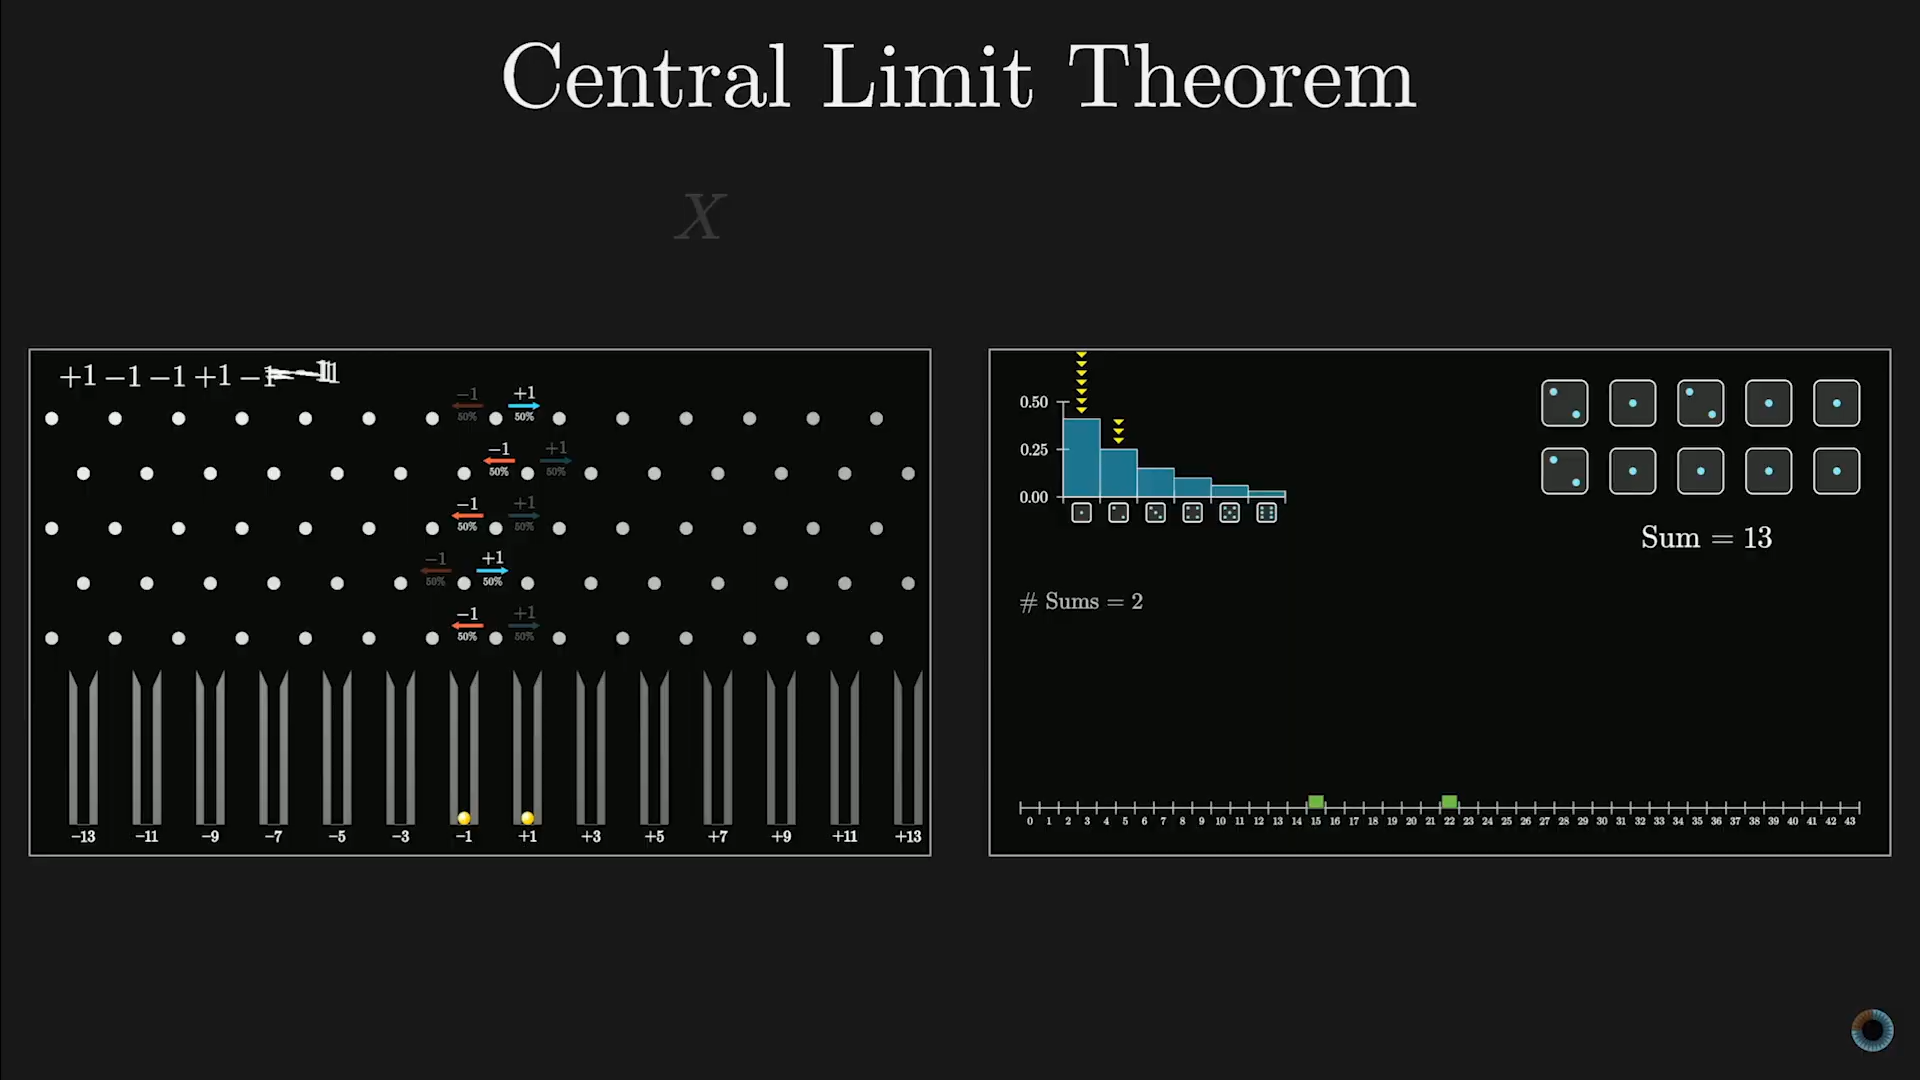 Central Limit Theorem
X
+1 −1 −1 +1 −1
−1 +1
50% 50%
−1 +1
50% 50%
−1 +1
50% 50%
−1 +1
50% 50%
−1 +1
50% 50%
−13 −11 −9 −7 −5 −3 −1 +1 +3 +5 +7 +9 +11 +13
0.50
0.25
0.00
Sum = 13
# Sums = 2
0 1 2 3 4 5 6 7 8 9 10 11 12 13 14 15 16 17 18 19 20 21 22 23 24 25 26 27 28 29 30 31 32 33 34 35 36 37 38 39 40 41 42 43